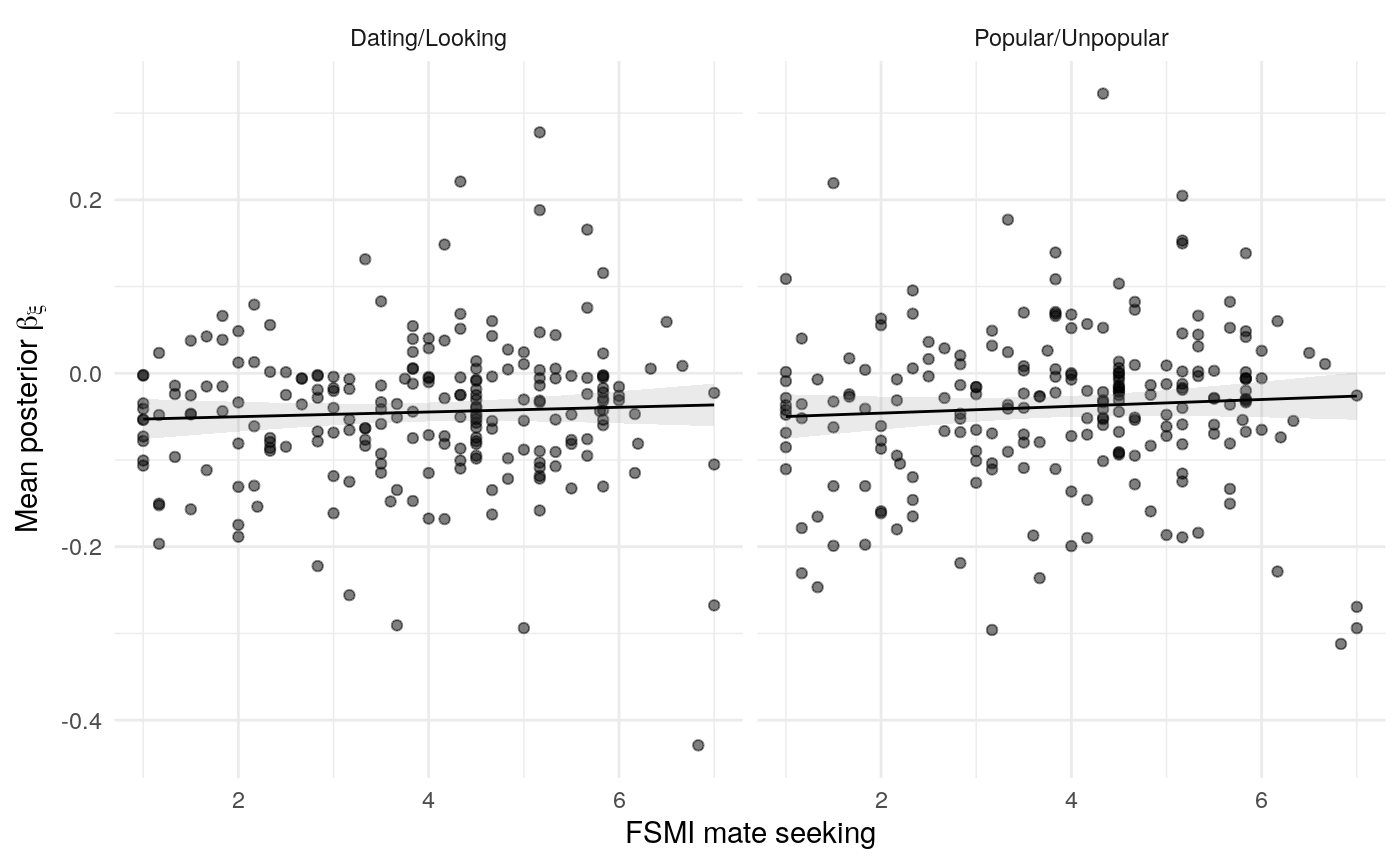 Dating/Looking
Popular/Unpopular
Mean posterior βξ
0.2
0.0
-0.2
-0.4
2
4
6
2
4
6
FSMI mate seeking